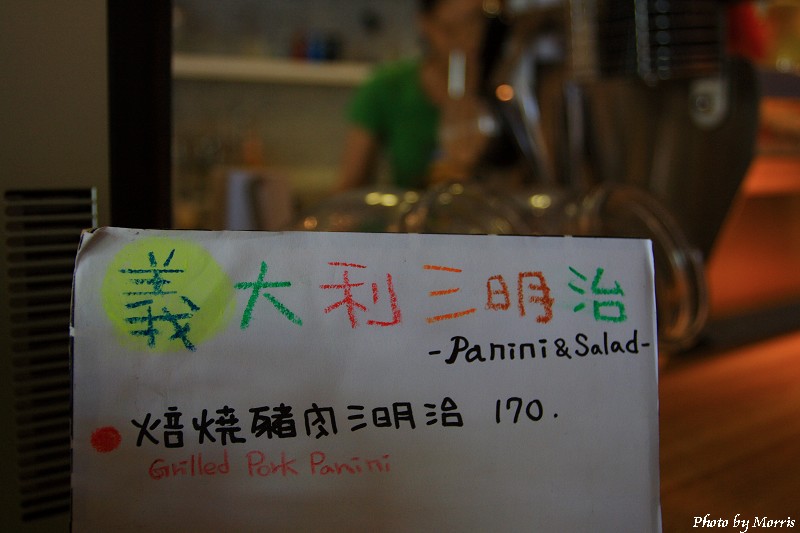 義大利三明治
-Panini & Salad-
焙燒豬肉三明治 170.
Grilled Pork Panini
Photo by Morris